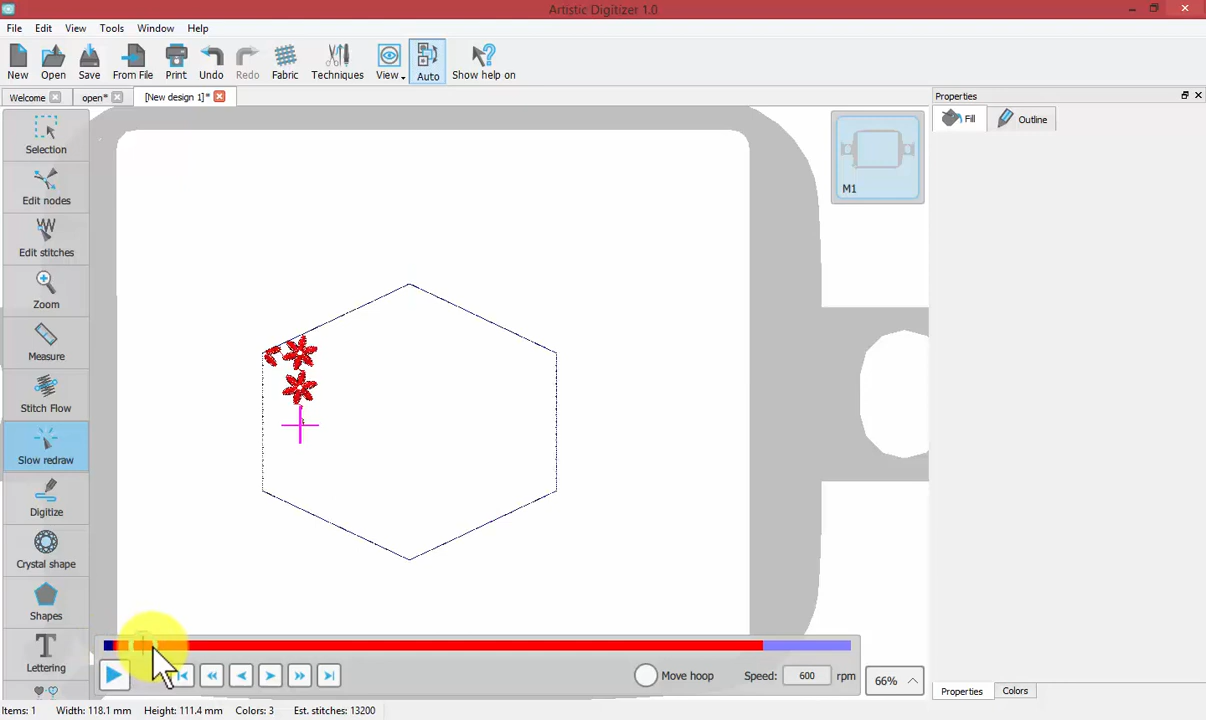 Artistic Digitizer 1.0
File Edit View Tools Window Help
New Open Save From File Print Undo Redo Fabric Techniques View Auto Show help on
Welcome open* [New design 1]* Properties
Fill Outline
Selection
M1
Edit nodes
Edit stitches
Zoom
Measure
Stitch Flow
Slow redraw
Digitize
Crystal shape
Shapes
Lettering
Move hoop Speed: 600 rpm 66%
Properties Colors
Items: 1 Width: 118.1 mm Height: 111.4 mm Colors: 3 Est. stitches: 13200